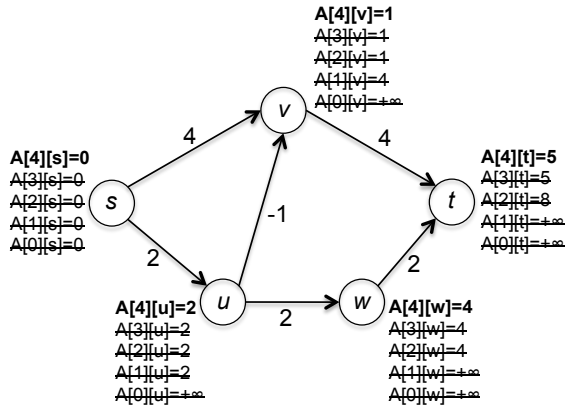 A[4][v]=1
A[3][v]=1
A[2][v]=1
A[1][v]=4
A[0][v]=+∞
v
4
4
A[4][s]=0
A[3][s]=0
A[2][s]=0
A[1][s]=0
A[0][s]=0
s
A[4][t]=5
A[3][t]=5
A[2][t]=8
A[1][t]=+∞
A[0][t]=+∞
t
-1
2
2
u
2
w
A[4][u]=2
A[3][u]=2
A[2][u]=2
A[1][u]=2
A[0][u]=+∞
A[4][w]=4
A[3][w]=4
A[2][w]=4
A[1][w]=+∞
A[0][w]=+∞